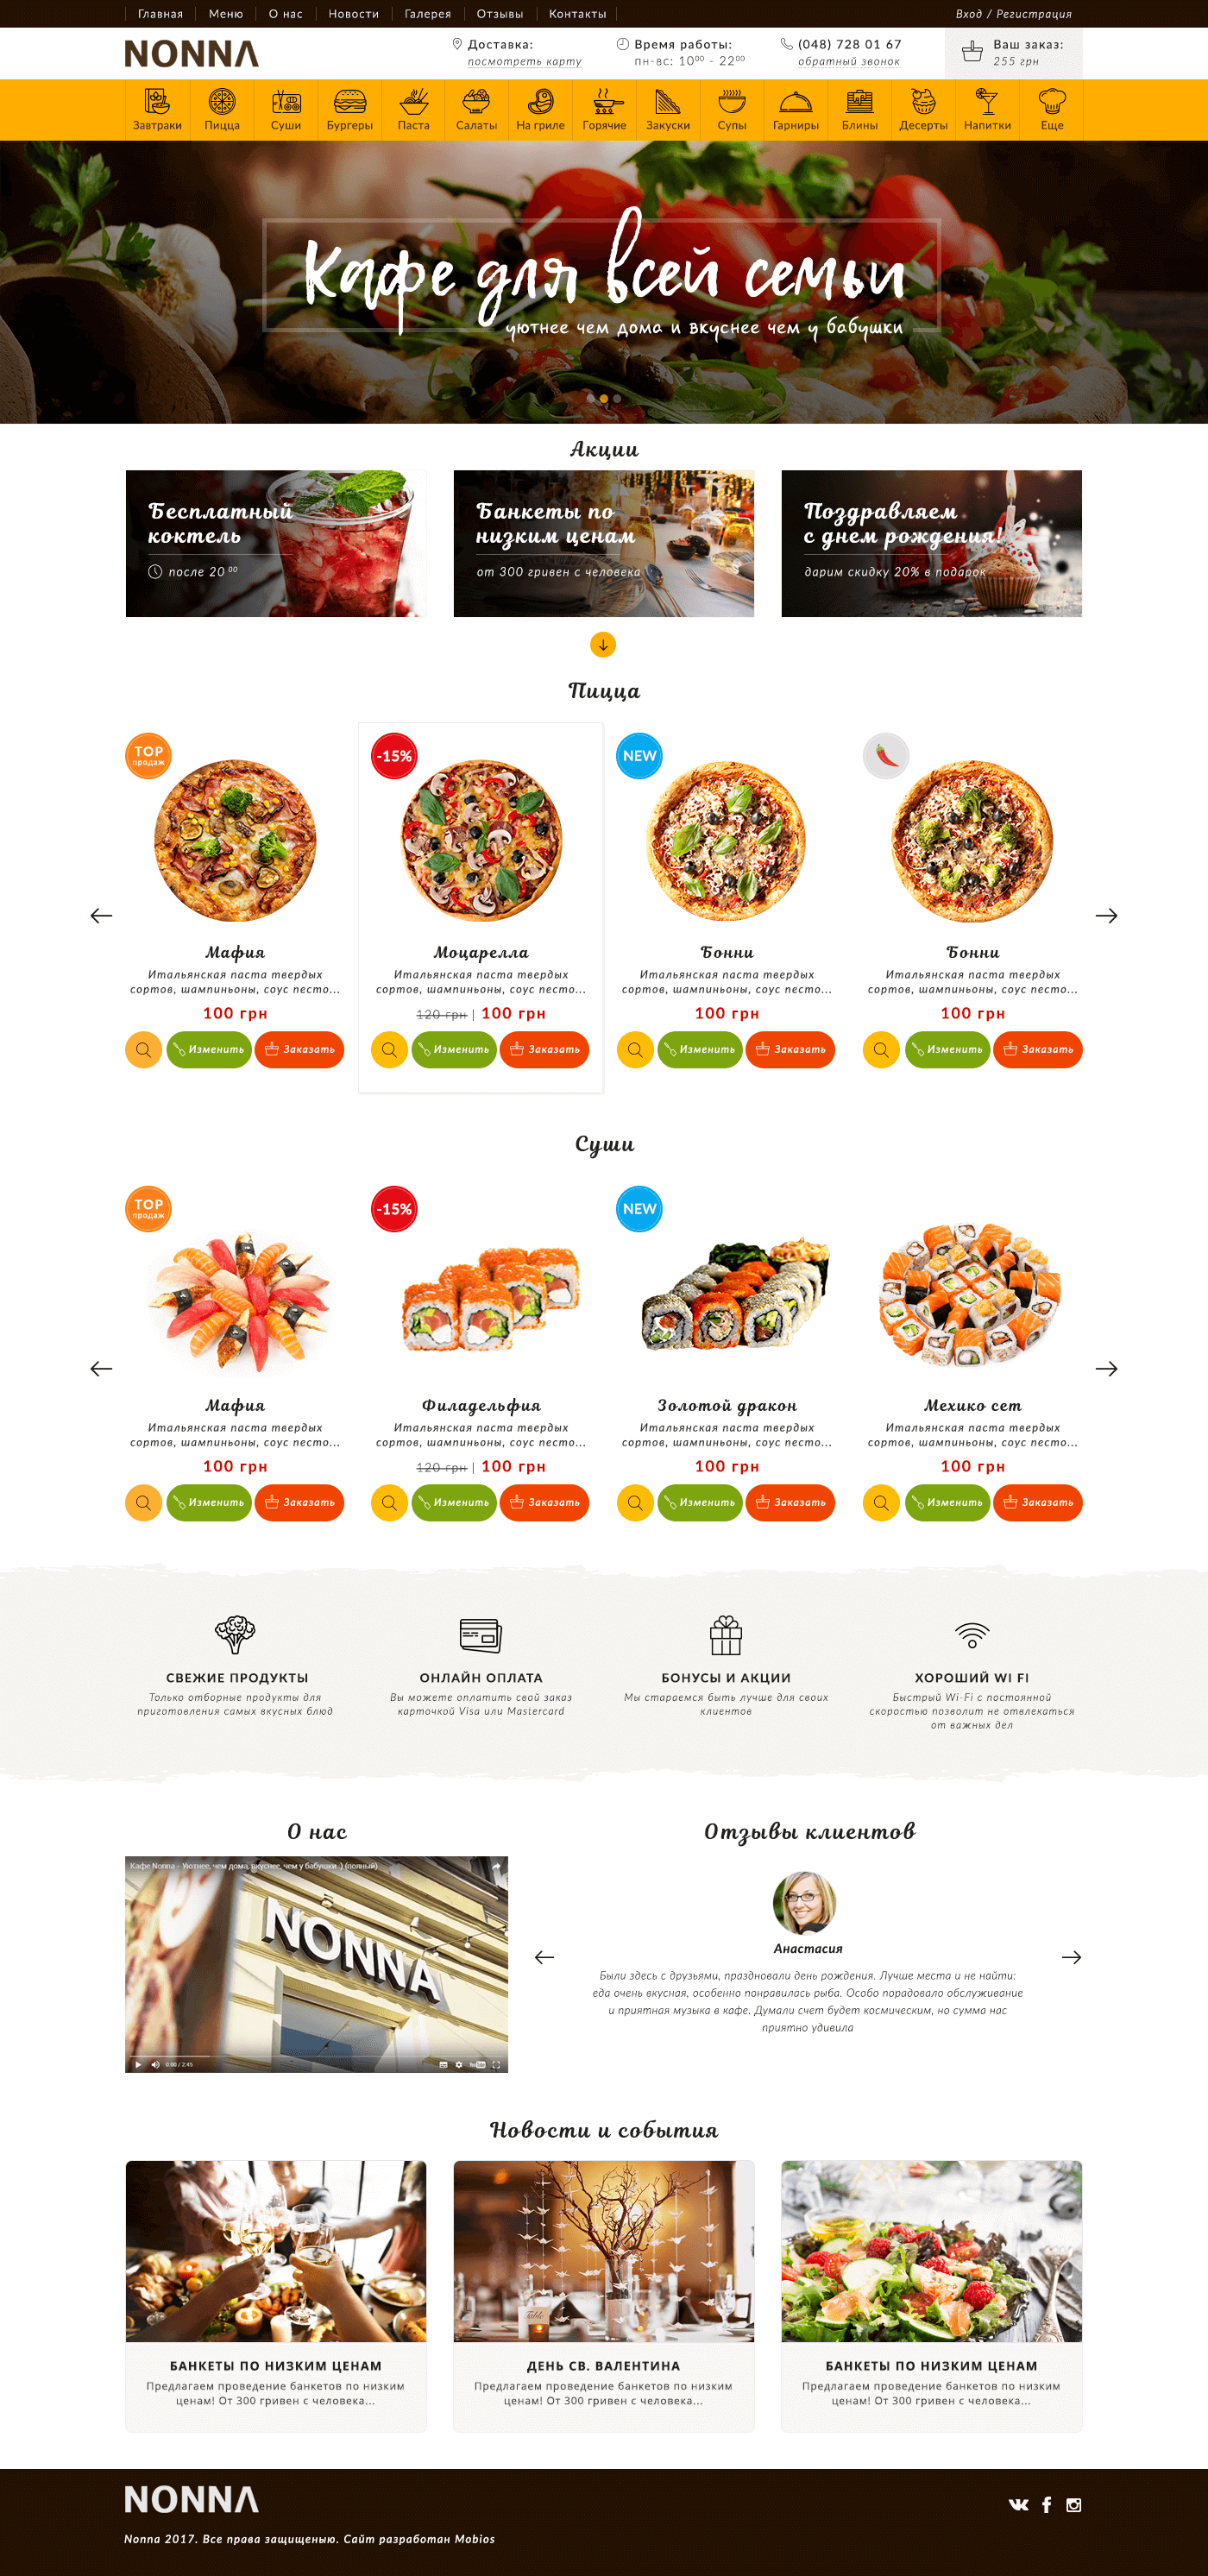 Главная Меню О нас Новости Галерея Отзывы Контакты Вход / Регистрация
NONNA
Доставка:
посмотреть карту
Время работы:
пн-вс: 10⁰⁰ - 22⁰⁰
(048) 728 01 67
обратный звонок
Ваш заказ:
255 грн
Завтраки Пицца Суши Бургеры Паста Салаты На гриле Горячие Закуски Супы Гарниры Блины Десерты Напитки Еще
Кафе для всей семьи
уютнее чем дома и вкуснее чем у бабушки
Акции
Бесплатный
коктель
после 20 ⁰⁰
Банкеты по
низким ценам
от 300 гривен с человека
Поздравляем
с днем рождения!
дарим скидку 20% в подарок
Пицца
TOP
продаж
-15%
NEW
Мафия
Итальянская паста твердых
сортов, шампиньоны, соус песто...
100 грн
Изменить Заказать
Моцарелла
Итальянская паста твердых
сортов, шампиньоны, соус песто...
120 грн | 100 грн
Изменить Заказать
Бонни
Итальянская паста твердых
сортов, шампиньоны, соус песто...
100 грн
Изменить Заказать
Бонни
Итальянская паста твердых
сортов, шампиньоны, соус песто...
100 грн
Изменить Заказать
Суши
TOP
продаж
-15%
NEW
Мафия
Итальянская паста твердых
сортов, шампиньоны, соус песто...
100 грн
Изменить Заказать
Филадельфия
Итальянская паста твердых
сортов, шампиньоны, соус песто...
120 грн | 100 грн
Изменить Заказать
Золотой дракон
Итальянская паста твердых
сортов, шампиньоны, соус песто...
100 грн
Изменить Заказать
Мехико сет
Итальянская паста твердых
сортов, шампиньоны, соус песто...
100 грн
Изменить Заказать
СВЕЖИЕ ПРОДУКТЫ
Только отборные продукты для
приготовления самых вкусных блюд
ОНЛАЙН ОПЛАТА
Вы можете оплатить свой заказ
карточкой Visa или Mastercard
БОНУСЫ И АКЦИИ
Мы стараемся быть лучше для своих
клиентов
ХОРОШИЙ WI FI
Быстрый Wi-Fi с постоянной
скоростью позволит не отвлекаться
от важных дел
О нас
Кафе Nonna - Уютнее, чем дома, вкуснее, чем у бабушки :) (полный)
NONNA
0:00 / 2:45
YouTube
Отзывы клиентов
Анастасия
Были здесь с друзьями, праздновали день рождения. Лучше места и не найти:
еда очень вкусная, особенно понравилась рыба. Особо порадовало обслуживание
и приятная музыка в кафе. Думали счет будет космическим, но сумма нас
приятно удивила
Новости и события
Table
БАНКЕТЫ ПО НИЗКИМ ЦЕНАМ
Предлагаем проведение банкетов по низким
ценам! От 300 гривен с человека...
ДЕНЬ СВ. ВАЛЕНТИНА
Предлагаем проведение банкетов по низким
ценам! От 300 гривен с человека...
БАНКЕТЫ ПО НИЗКИМ ЦЕНАМ
Предлагаем проведение банкетов по низким
ценам! От 300 гривен с человека...
NONNA
Nonna 2017. Все права защищеныю. Сайт разработан Mobios